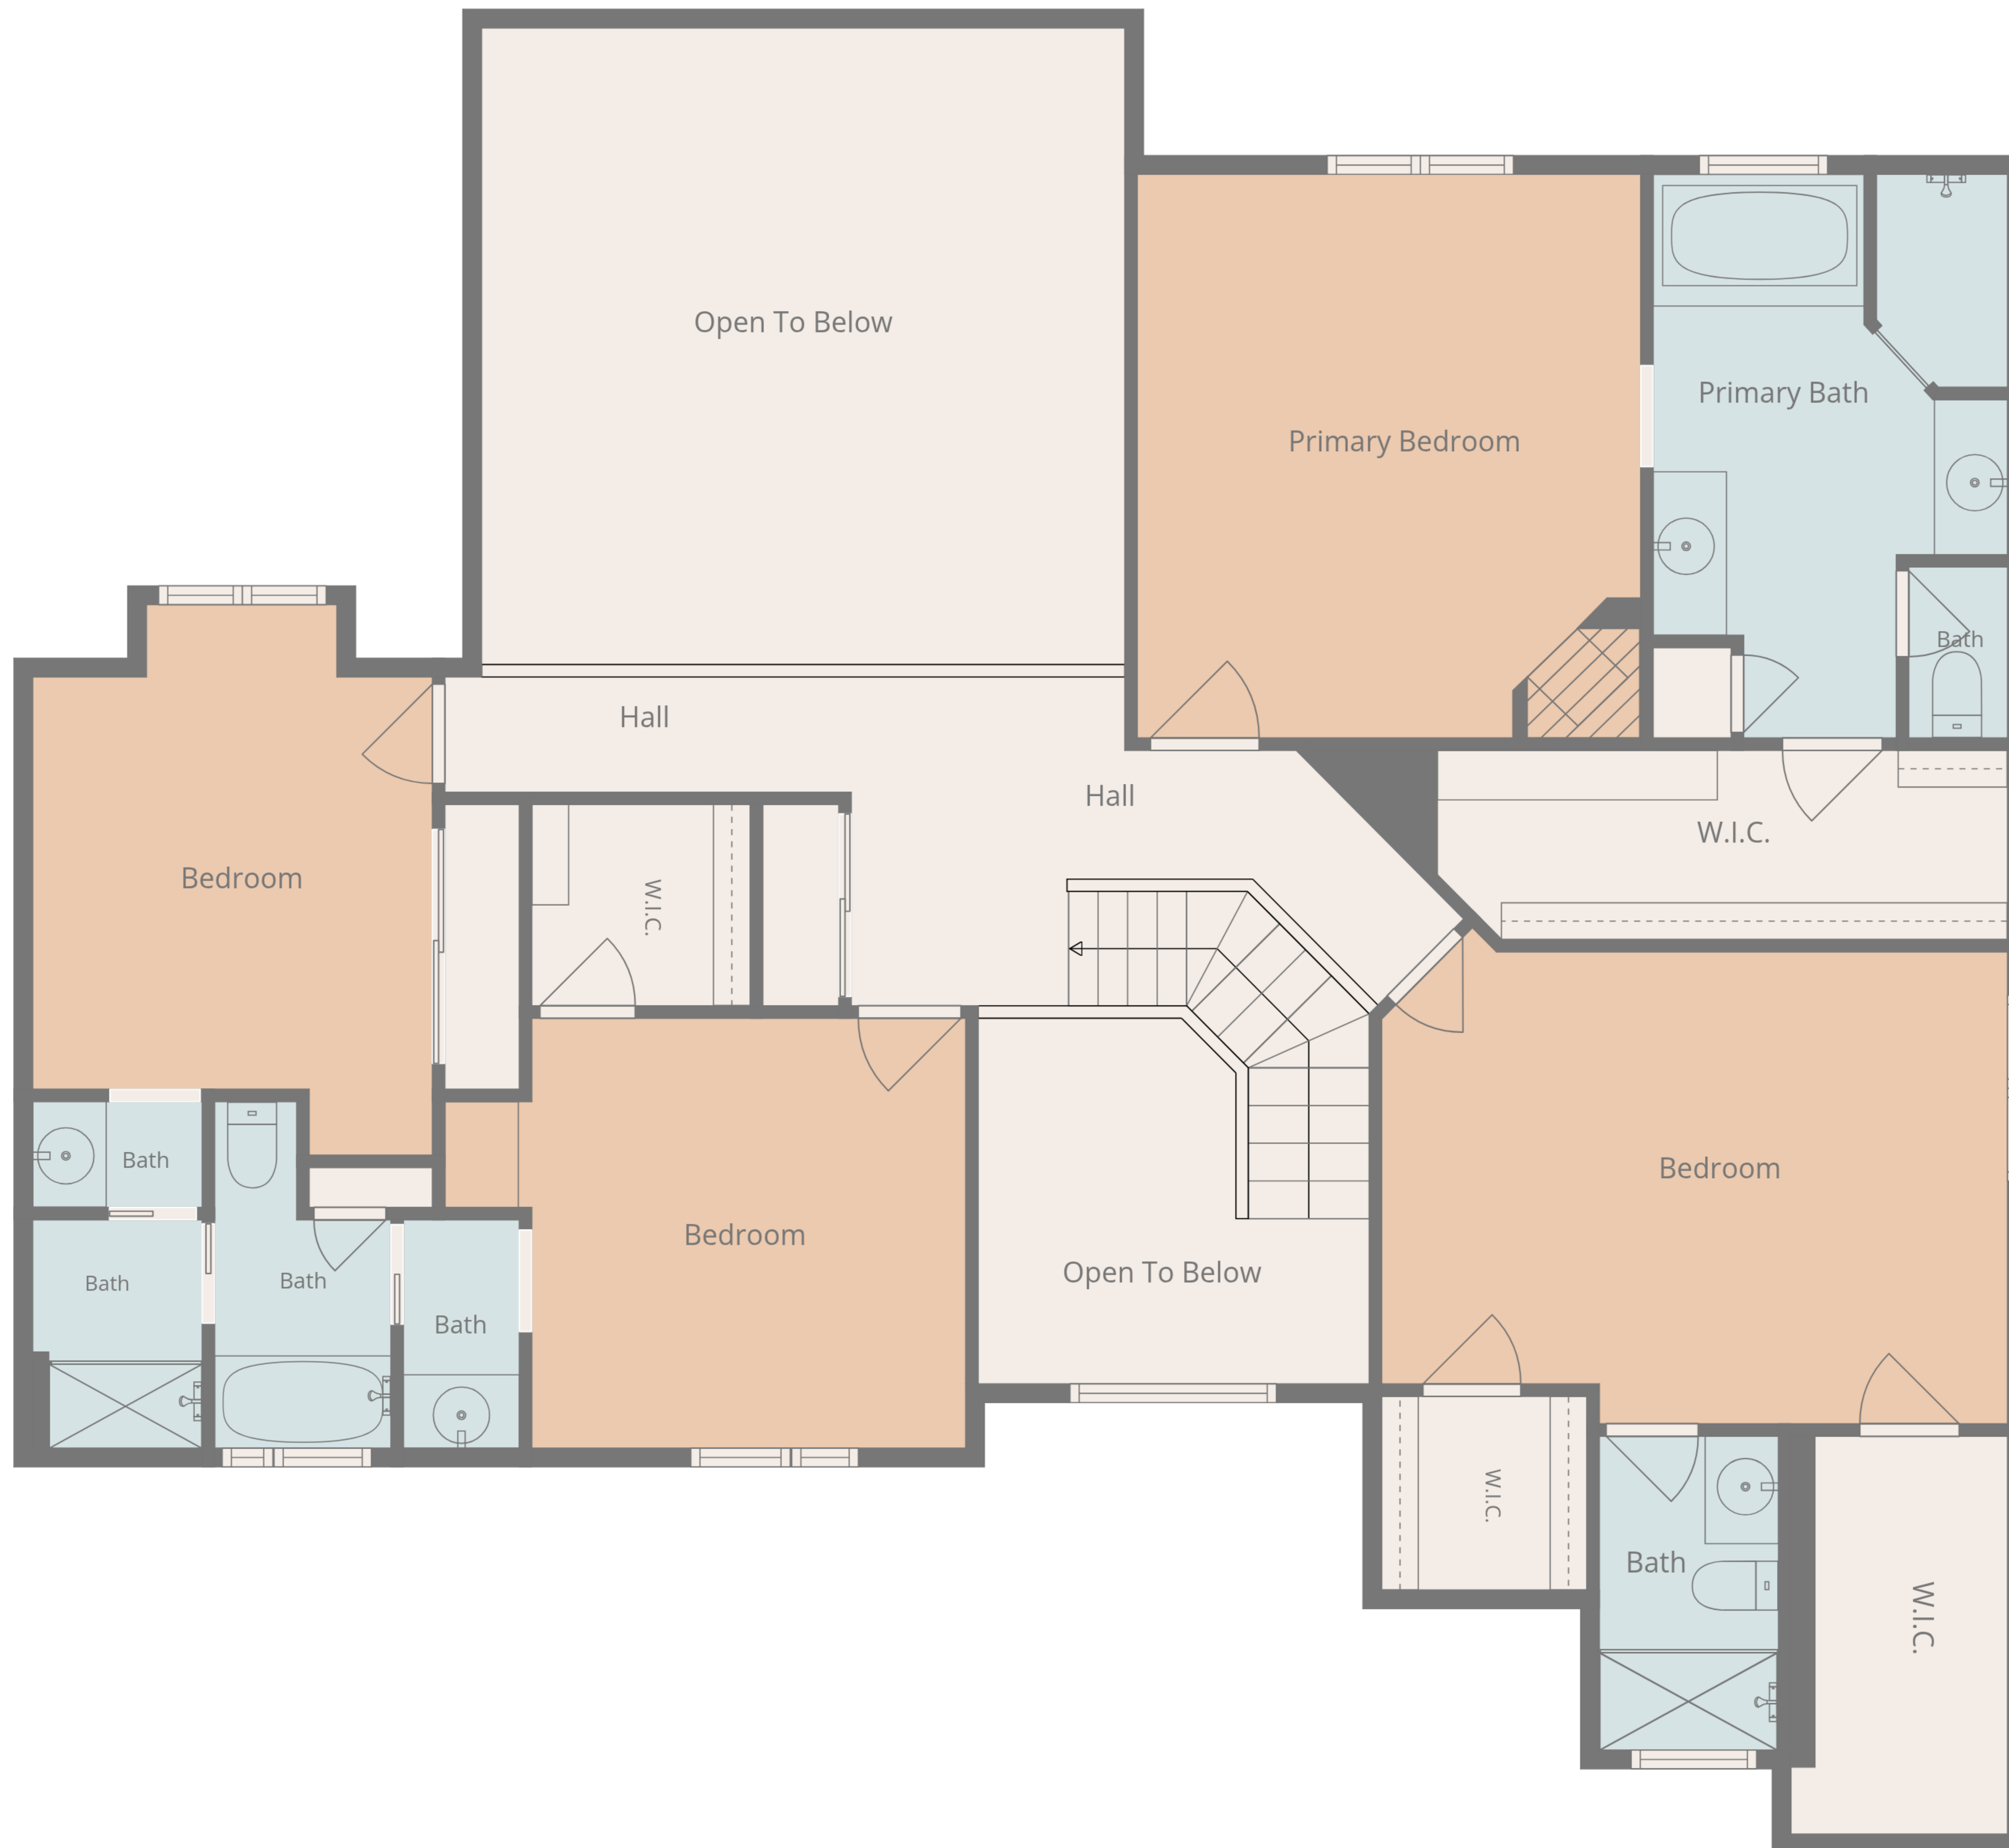 Open To Below
Primary Bath
Primary Bedroom
Bath
Hall
Hall
W.I.C.
Bedroom
W.I.C.
Bath
Bedroom
Bedroom
Open To Below
Bath
Bath
Bath
W.I.C.
Bath
W.I.C.